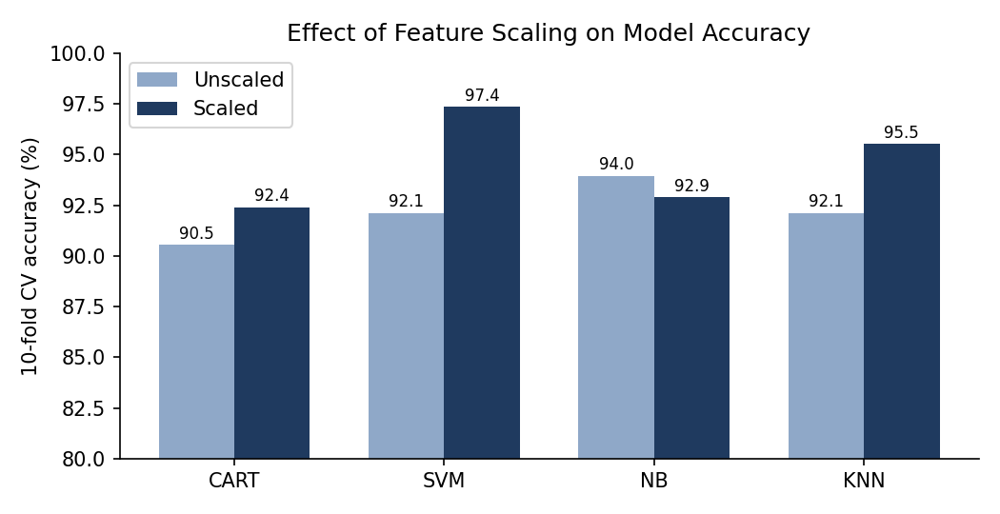 Effect of Feature Scaling on Model Accuracy
Unscaled
Scaled
10-fold CV accuracy (%)
100.0
97.5
95.0
92.5
90.0
87.5
85.0
82.5
80.0
90.5
92.4
92.1
97.4
94.0
92.9
92.1
95.5
CART
SVM
NB
KNN